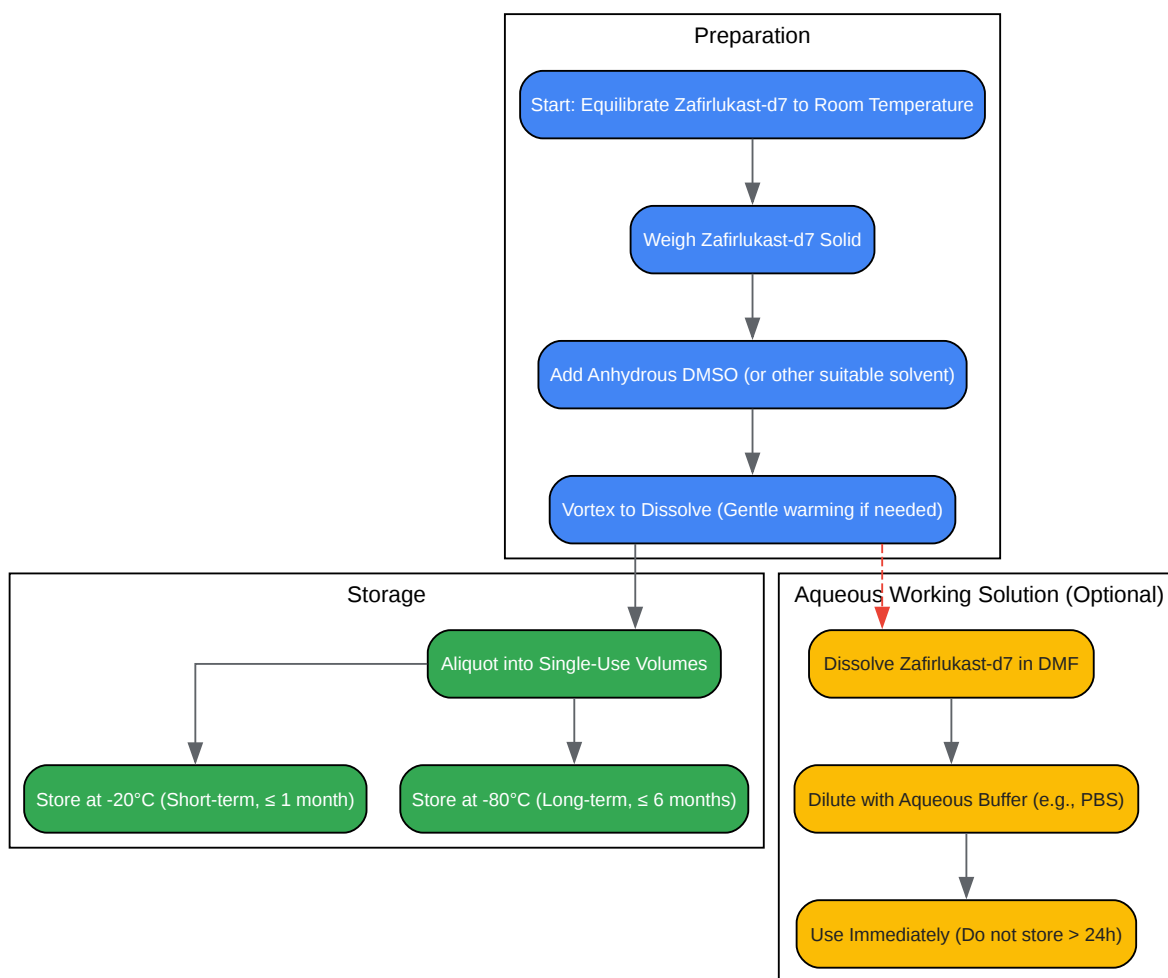 Preparation
Start: Equilibrate Zafirlukast-d7 to Room Temperature
Weigh Zafirlukast-d7 Solid
Add Anhydrous DMSO (or other suitable solvent)
Vortex to Dissolve (Gentle warming if needed)
Storage
Aliquot into Single-Use Volumes
Store at -20°C (Short-term, ≤ 1 month)
Store at -80°C (Long-term, ≤ 6 months)
Aqueous Working Solution (Optional)
Dissolve Zafirlukast-d7 in DMF
Dilute with Aqueous Buffer (e.g., PBS)
Use Immediately (Do not store > 24h)